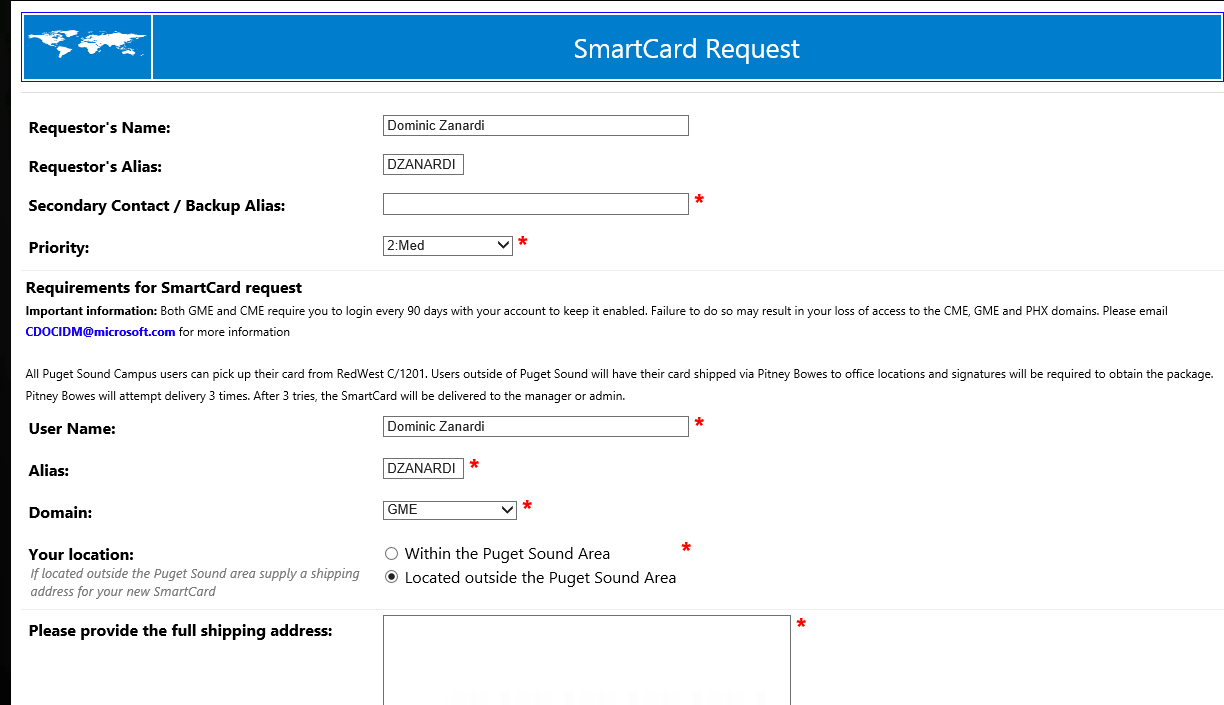 SmartCard Request
Requestor's Name:
Dominic Zanardi
Requestor's Alias:
DZANARDI
Secondary Contact / Backup Alias:
*
Priority:
2:Med
*
Requirements for SmartCard request
Important information: Both GME and CME require you to login every 90 days with your account to keep it enabled. Failure to do so may result in your loss of access to the CME, GME and PHX domains. Please email
CDOCIDM@microsoft.com for more information
All Puget Sound Campus users can pick up their card from RedWest C/1201. Users outside of Puget Sound will have their card shipped via Pitney Bowes to office locations and signatures will be required to obtain the package.
Pitney Bowes will attempt delivery 3 times. After 3 tries, the SmartCard will be delivered to the manager or admin.
User Name:
Dominic Zanardi
*
Alias:
DZANARDI
*
Domain:
GME
*
Your location:
If located outside the Puget Sound area supply a shipping
address for your new SmartCard
Within the Puget Sound Area
*
Located outside the Puget Sound Area
Please provide the full shipping address:
*